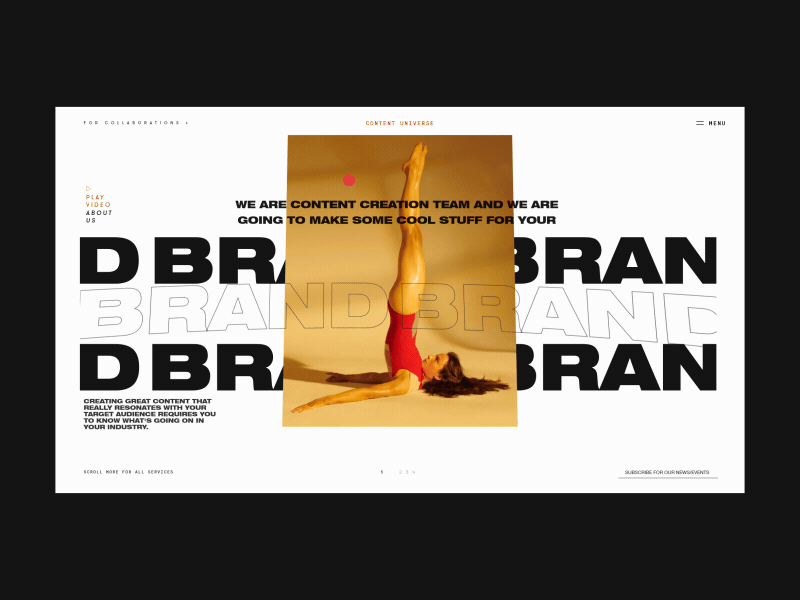 FOR COLLABORATIONS
CONTENT UNIVERSE
MENU
PLAY
VIDEO
ABOUT
US
WE ARE CONTENT CREATION TEAM AND WE ARE
GOING TO MAKE SOME COOL STUFF FOR YOUR
D BRA BRAN
BRAND BRAND
D BRA BRAN
CREATING GREAT CONTENT THAT
REALLY RESONATES WITH YOUR
TARGET AUDIENCE REQUIRES YOU
TO KNOW WHAT'S GOING ON IN
YOUR INDUSTRY.
SCROLL MORE FOR ALL SERVICES
1 2 3 4
SUBSCRIBE FOR OUR NEWS/EVENTS